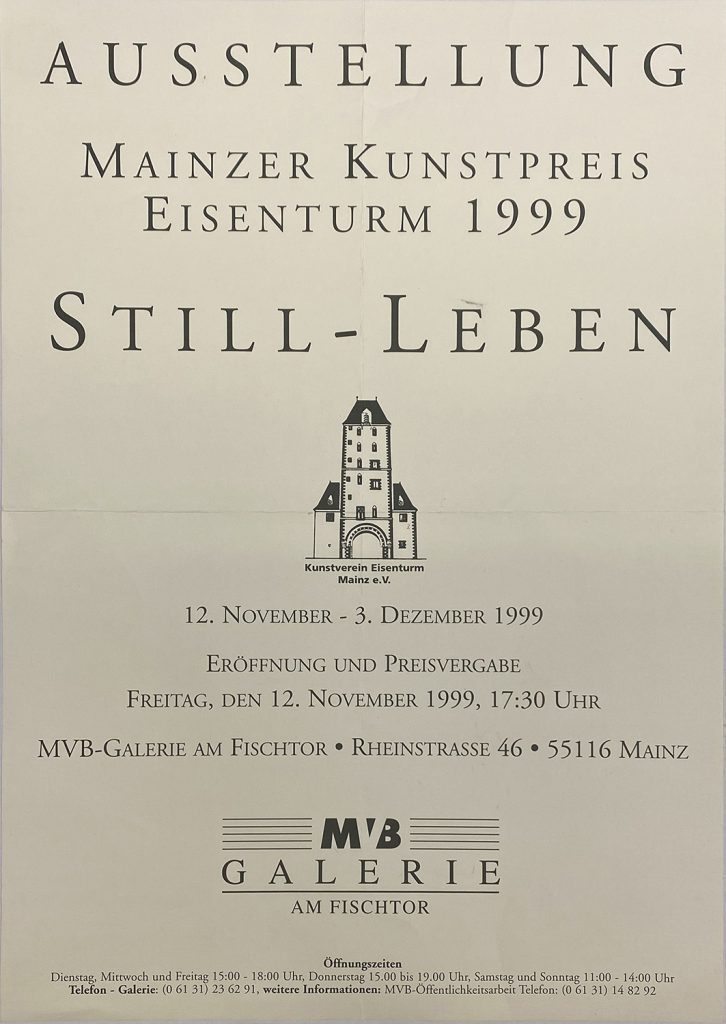 AUSSTELLUNG
MAINZER KUNSTPREIS
EISENTURM 1999
STILL-LEBEN
Kunstverein Eisenturm
Mainz e.V.
12. NOVEMBER - 3. DEZEMBER 1999
ERÖFFNUNG UND PREISVERGABE
FREITAG, DEN 12. NOVEMBER 1999, 17:30 UHR
MVB-GALERIE AM FISCHTOR • RHEINSTRASSE 46 • 55116 MAINZ
MVB
GALERIE
AM FISCHTOR
Öffnungszeiten
Dienstag, Mittwoch und Freitag 15:00 - 18:00 Uhr, Donnerstag 15.00 bis 19.00 Uhr, Samstag und Sonntag 11:00 - 14:00 Uhr
Telefon - Galerie: (0 61 31) 23 62 91, weitere Informationen: MVB-Öffentlichkeitsarbeit Telefon: (0 61 31) 14 82 92